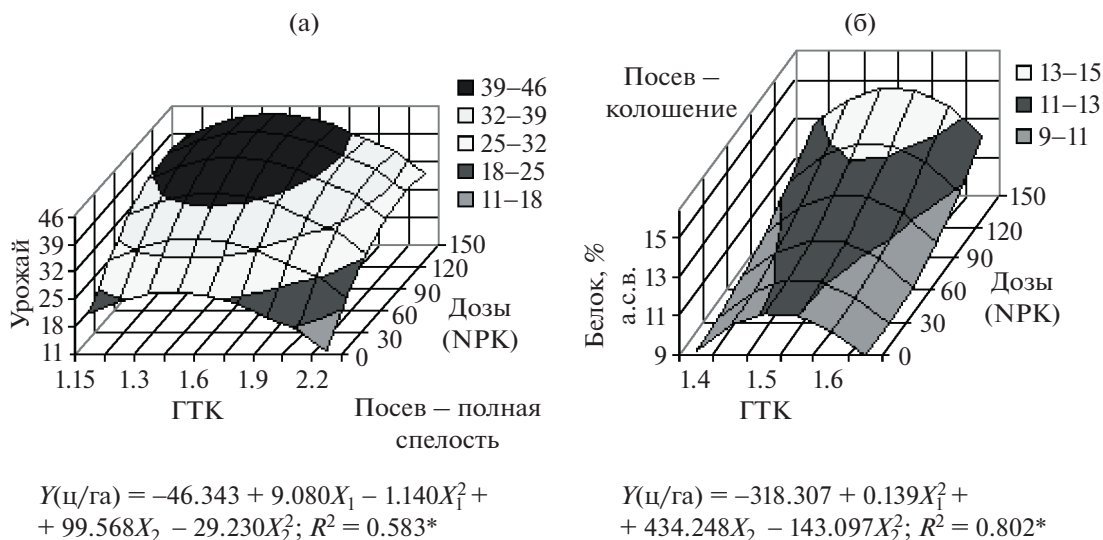 (а)
39–46
32–39
25–32
18–25
11–18
Урожай
46
39
32
25
18
11
1.15
1.3
1.6
1.9
2.2
ГТК
0
30
60
90
120
150
Дозы
(NPK)
Посев – полная
спелость
Y(ц/га) = –46.343 + 9.080X₁ – 1.140X₁² +
+ 99.568X₂ – 29.230X₂²; R² = 0.583*
(б)
Посев –
колошение
13–15
11–13
9–11
Белок, %
а.с.в.
15
13
11
9
1.4
1.5
1.6
ГТК
0
30
60
90
120
150
Дозы
(NPK)
Y(ц/га) = –318.307 + 0.139X₁² +
+ 434.248X₂ – 143.097X₂²; R² = 0.802*